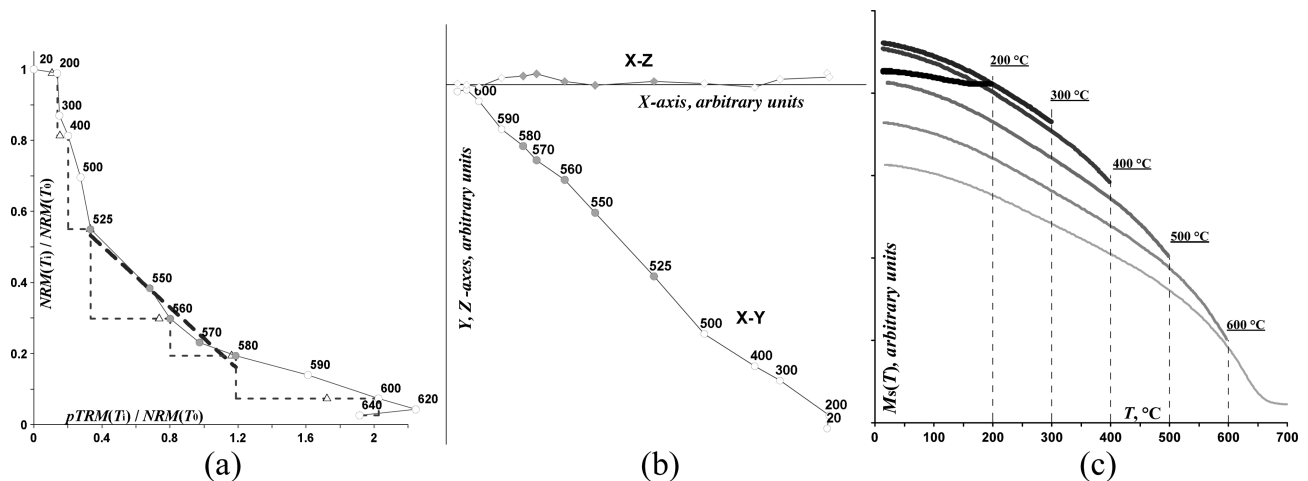 20
200
300
400
500
525
550
560
570
580
590
600
620
640
1
0.8
0.6
0.4
0.2
0
0
0.4
0.8
1.2
1.6
2
NRM(Ti) / NRM(T0)
pTRM(Ti) / NRM(T0)
(a)
X-Z
X-axis, arbitrary units
600
590
580
570
560
550
525
500
400
300
200
20
X-Y
Y, Z -axes, arbitrary units
(b)
200 °C
300 °C
400 °C
500 °C
600 °C
Ms(T), arbitrary units
T, °C
0
100
200
300
400
500
600
700
(c)